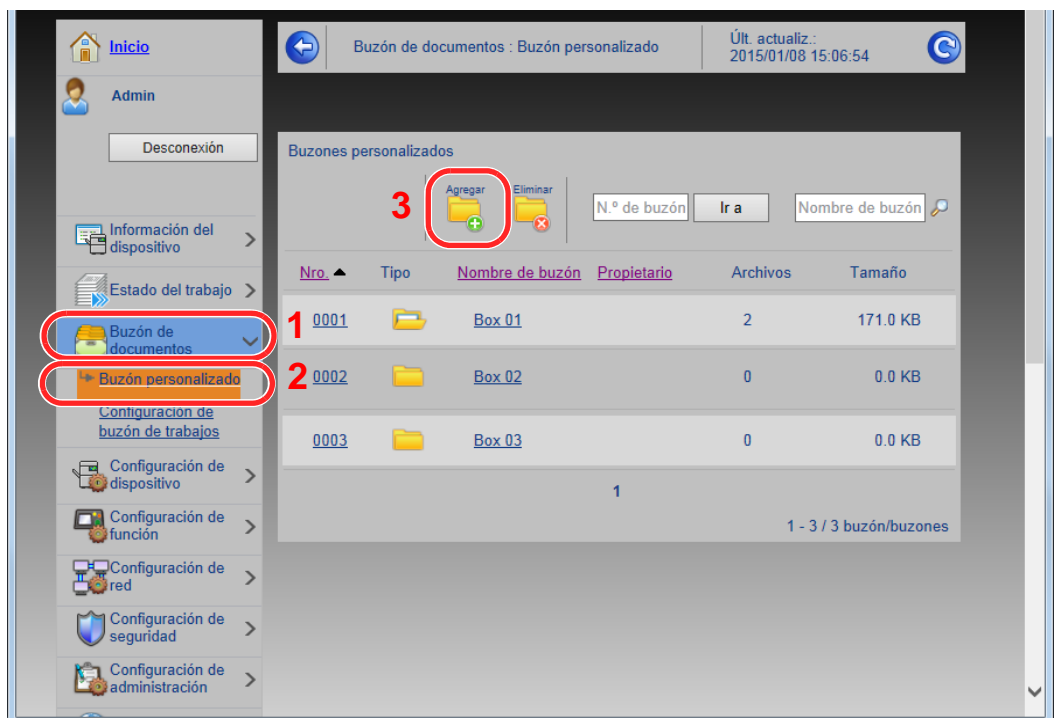 Inicio
Buzón de documentos : Buzón personalizado
Últ. actualiz.:
2015/01/08 15:06:54
Admin
Desconexión
Información del
dispositivo
Estado del trabajo
Buzón de
documentos
1
Buzón personalizado
2
Configuración de
buzón de trabajos
Configuración de
dispositivo
Configuración de
función
Configuración de
red
Configuración de
seguridad
Configuración de
administración
Buzones personalizados
3
Agregar
Eliminar
N.º de buzón
Ir a
Nombre de buzón
Nro. Tipo Nombre de buzón Propietario Archivos Tamaño
0001 Box 01 2 171.0 KB
0002 Box 02 0 0.0 KB
0003 Box 03 0 0.0 KB
1
1 - 3 / 3 buzón/buzones